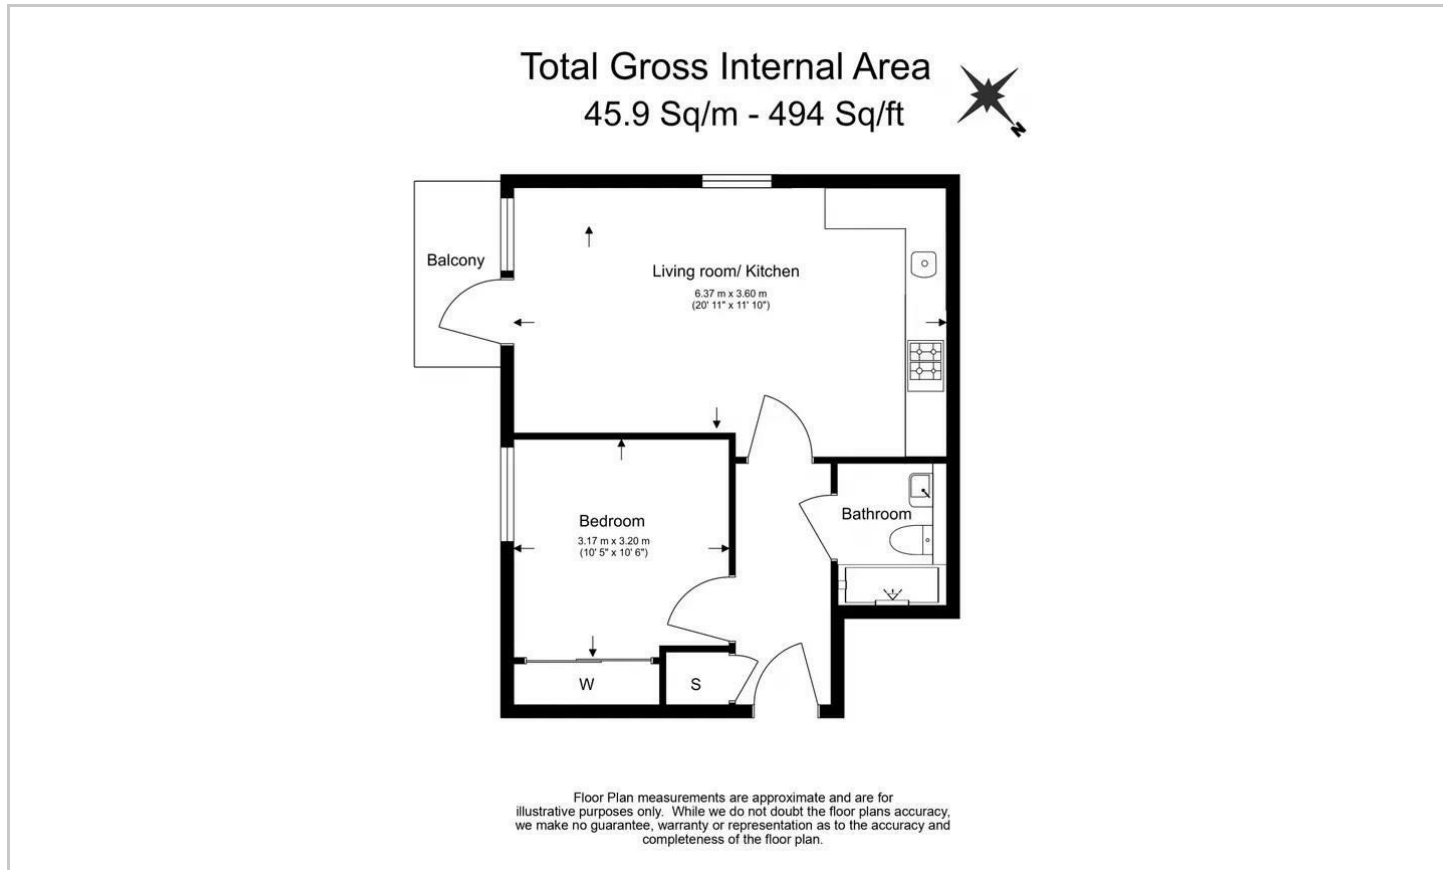 Total Gross Internal Area
45.9 Sq/m - 494 Sq/ft
N
Balcony
Living room/ Kitchen
6.37 m x 3.60 m
(20' 11" x 11' 10")
Bedroom
3.17 m x 3.20 m
(10' 5" x 10' 6")
Bathroom
W
S
Floor Plan measurements are approximate and are for
illustrative purposes only. While we do not doubt the floor plans accuracy,
we make no guarantee, warranty or representation as to the accuracy and
completeness of the floor plan.